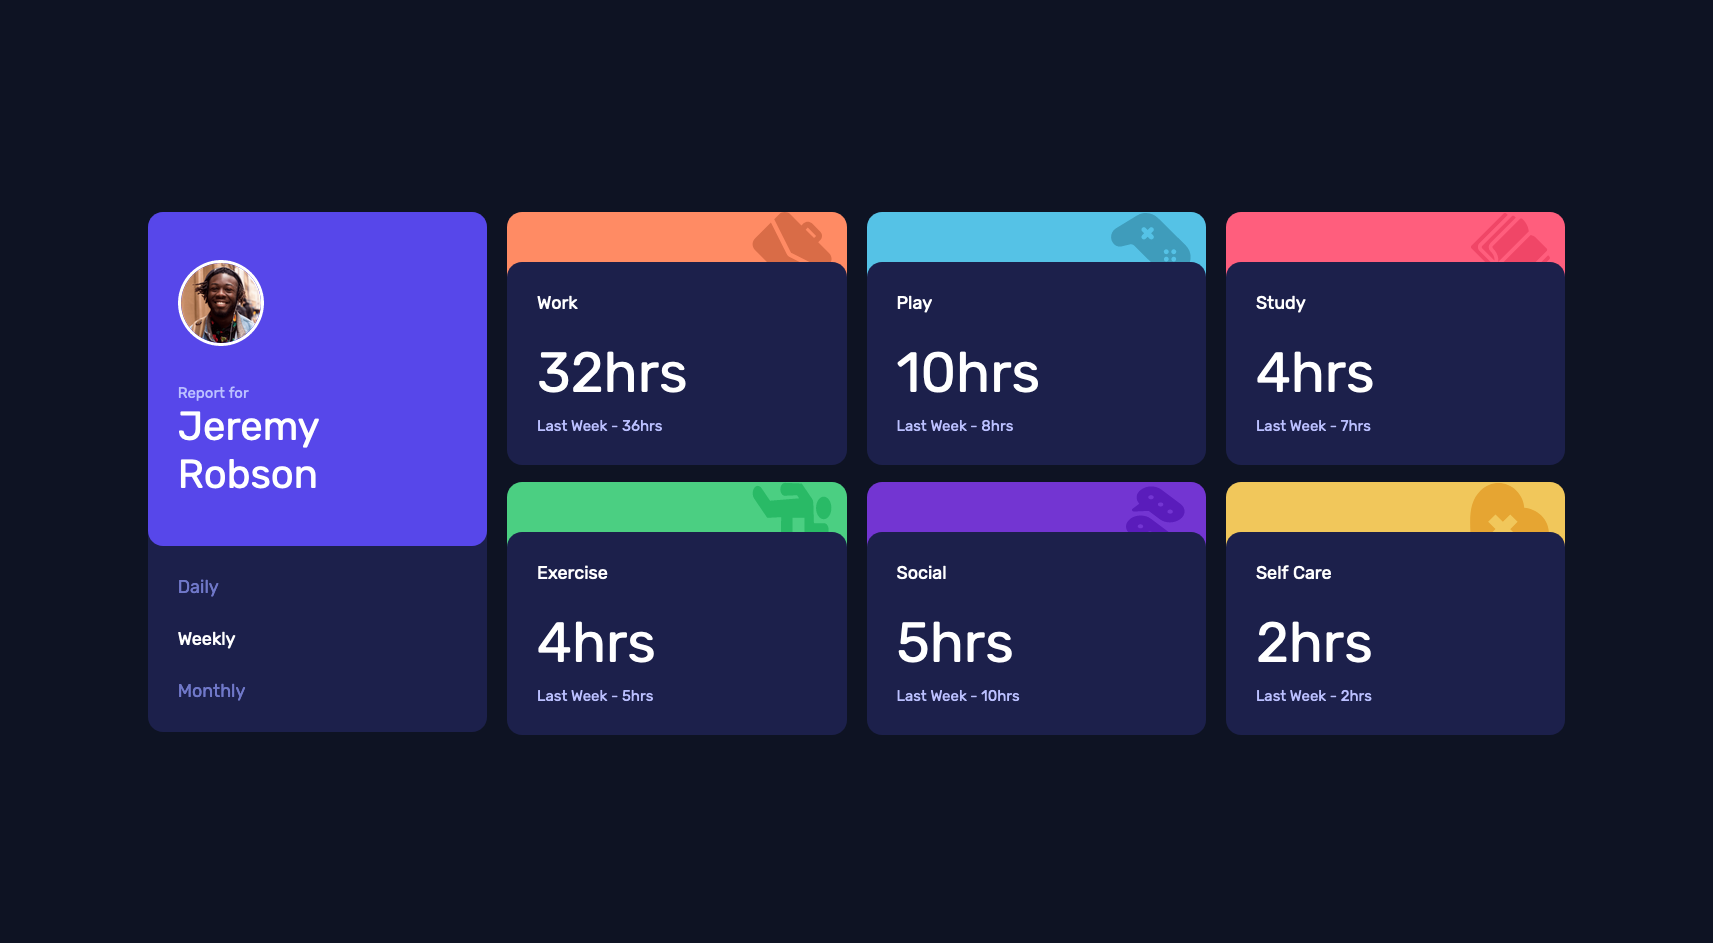 Report for
Jeremy
Robson
Daily
Weekly
Monthly
Work
32hrs
Last Week - 36hrs
Play
10hrs
Last Week - 8hrs
Study
4hrs
Last Week - 7hrs
Exercise
4hrs
Last Week - 5hrs
Social
5hrs
Last Week - 10hrs
Self Care
2hrs
Last Week - 2hrs